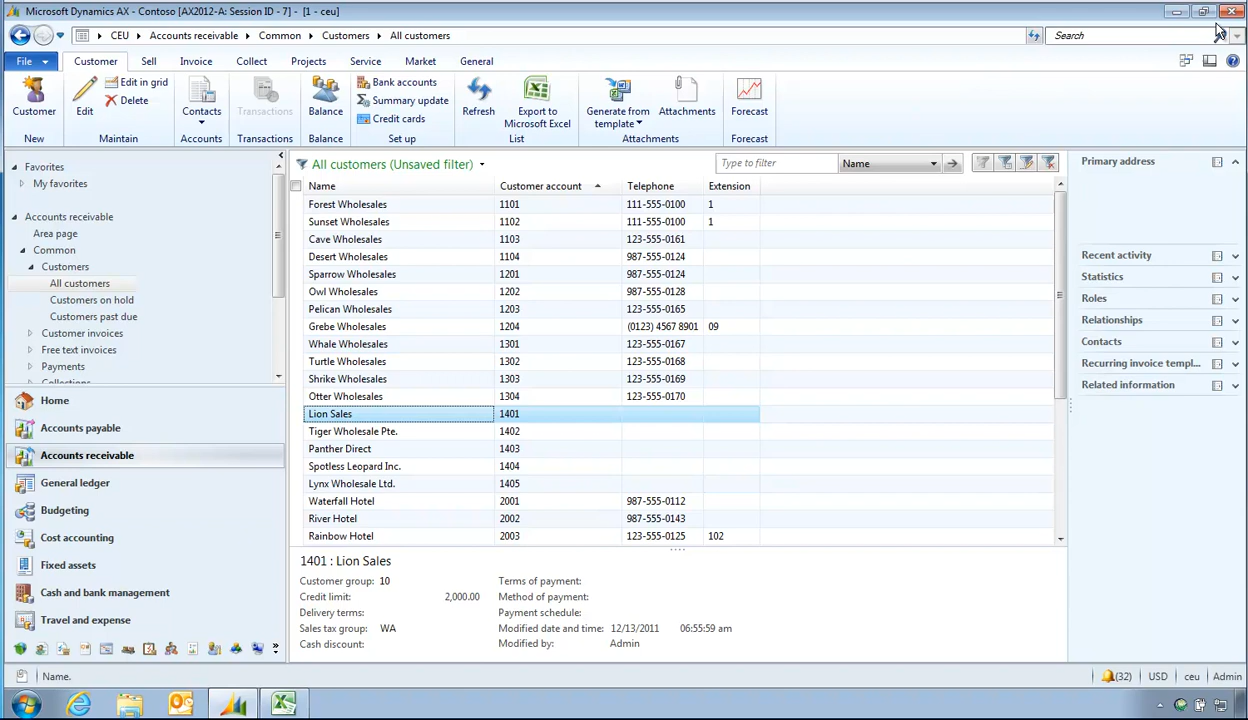 Microsoft Dynamics AX - Contoso [AX2012-A: Session ID - 7] - [1 - ceu]
CEU Accounts receivable Common Customers All customers Search
File Customer Sell Invoice Collect Projects Service Market General
Customer Edit Edit in grid Delete Contacts Transactions Balance Bank accounts Summary update Credit cards Refresh Export to Microsoft Excel Generate from template Attachments Forecast
New Maintain Accounts Transactions Balance Set up List Attachments Forecast
Favorites
My favorites
Accounts receivable
Area page
Common
Customers
All customers
Customers on hold
Customers past due
Customer invoices
Free text invoices
Payments
Collections
Home
Accounts payable
Accounts receivable
General ledger
Budgeting
Cost accounting
Fixed assets
Cash and bank management
Travel and expense
All customers (Unsaved filter) Type to filter Name
Name Customer account Telephone Extension
Forest Wholesales 1101 111-555-0100 1
Sunset Wholesales 1102 111-555-0100 1
Cave Wholesales 1103 123-555-0161
Desert Wholesales 1104 987-555-0124
Sparrow Wholesales 1201 987-555-0124
Owl Wholesales 1202 987-555-0128
Pelican Wholesales 1203 123-555-0165
Grebe Wholesales 1204 (0123) 4567 8901 09
Whale Wholesales 1301 123-555-0167
Turtle Wholesales 1302 123-555-0168
Shrike Wholesales 1303 123-555-0169
Otter Wholesales 1304 123-555-0170
Lion Sales 1401
Tiger Wholesale Pte. 1402
Panther Direct 1403
Spotless Leopard Inc. 1404
Lynx Wholesale Ltd. 1405
Waterfall Hotel 2001 987-555-0112
River Hotel 2002 987-555-0143
Rainbow Hotel 2003 123-555-0125 102
1401 : Lion Sales
Customer group: 10 Terms of payment:
Credit limit: 2,000.00 Method of payment:
Delivery terms: Payment schedule:
Sales tax group: WA Modified date and time: 12/13/2011 06:55:59 am
Cash discount: Modified by: Admin
Primary address
Recent activity
Statistics
Roles
Relationships
Contacts
Recurring invoice templ...
Related information
Name. (32) USD ceu Admin